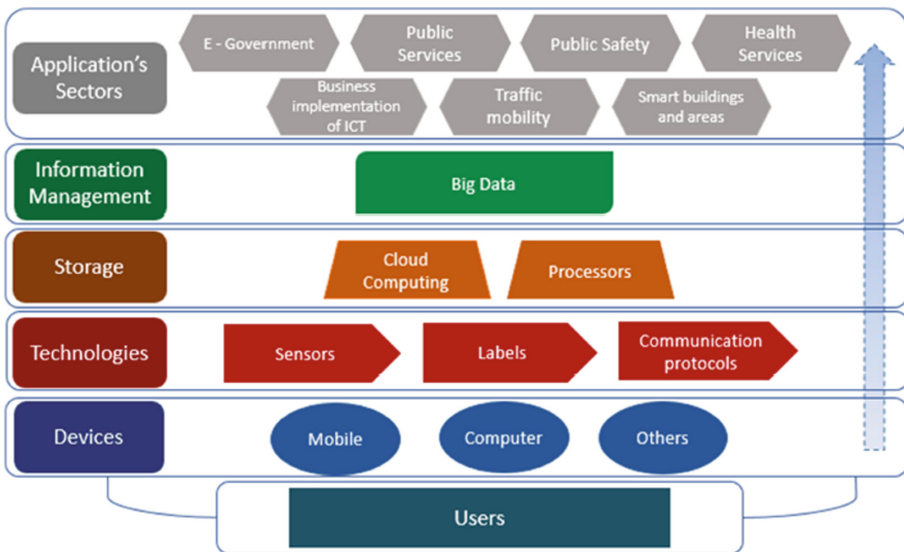 Application's
Sectors
E - Government
Public
Services
Public Safety
Health
Services
Business
implementation
of ICT
Traffic
mobility
Smart buildings
and areas
Information
Management
Big Data
Storage
Cloud
Computing
Processors
Technologies
Sensors
Labels
Communication
protocols
Devices
Mobile
Computer
Others
Users